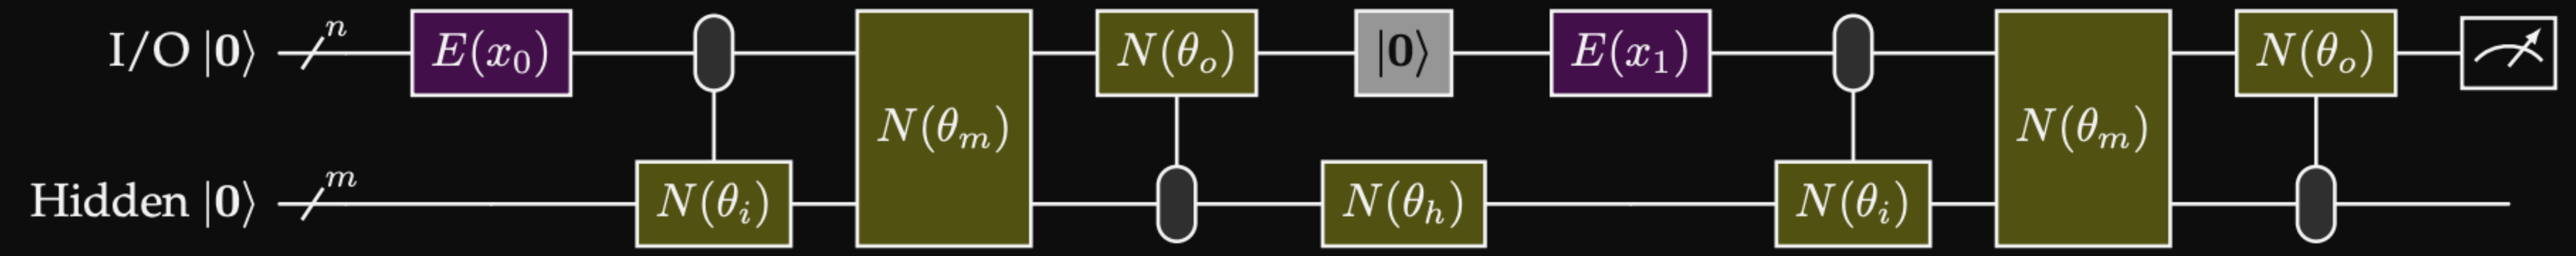 I/O |0⟩ n E(x₀) N(θₒ) |0⟩ E(x₁) N(θₒ)
N(θₘ) N(θₘ)
Hidden |0⟩ m N(θᵢ) N(θₕ) N(θᵢ)